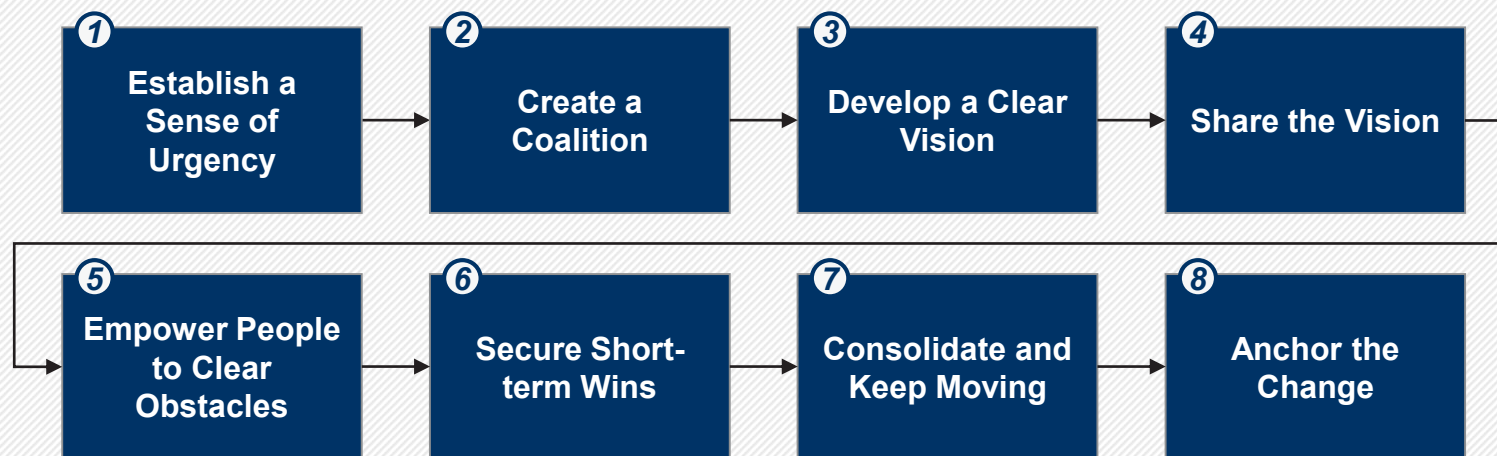 1
Establish a
Sense of
Urgency
2
Create a
Coalition
3
Develop a Clear
Vision
4
Share the Vision
5
Empower People
to Clear
Obstacles
6
Secure Short-
term Wins
7
Consolidate and
Keep Moving
8
Anchor the
Change